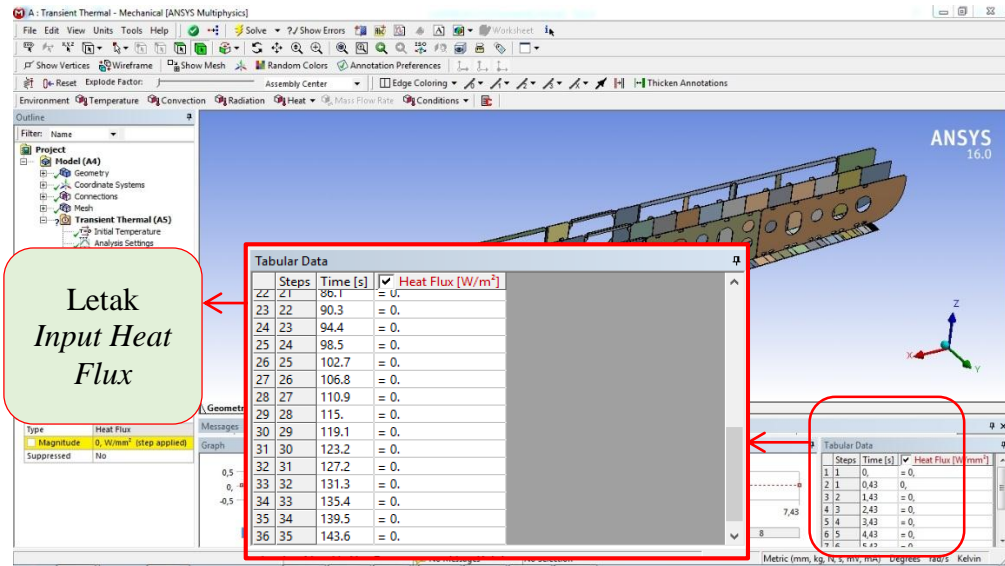 A : Transient Thermal - Mechanical [ANSYS Multiphysics]
File Edit View Units Tools Help Solve ?/ Show Errors Worksheet
Show Vertices Wireframe Show Mesh Random Colors Annotation Preferences
Reset Explode Factor: Assembly Center Edge Coloring Thicken Annotations
Environment Temperature Convection Radiation Heat Mass Flow Rate Conditions
Outline
Filter: Name
Project
Model (A4)
Geometry
Coordinate Systems
Connections
Mesh
Transient Thermal (A5)
Initial Temperature
Analysis Settings
ANSYS
16.0
Letak
Input Heat
Flux
Tabular Data
Steps Time [s] Heat Flux [W/m²]
22 21 86.1 = 0.
23 22 90.3 = 0.
24 23 94.4 = 0.
25 24 98.5 = 0.
26 25 102.7 = 0.
27 26 106.8 = 0.
28 27 110.9 = 0.
29 28 115. = 0.
30 29 119.1 = 0.
31 30 123.2 = 0.
32 31 127.2 = 0.
33 32 131.3 = 0.
34 33 135.4 = 0.
35 34 139.5 = 0.
36 35 143.6 = 0.
Z
X
Y
Type Heat Flux
Magnitude 0, W/mm² (step applied)
Suppressed No
Geometr
Messages
Graph
0,5
0,
-0,5
7,43
8
Tabular Data
Steps Time [s] Heat Flux [W/mm²]
1 1 0, = 0,
2 1 0,43 0,
3 2 1,43 = 0,
4 3 2,43 = 0,
5 4 3,43 = 0,
6 5 4,43 = 0,
7 6 5,43 = 0
No Messages No Selection Metric (mm, kg, N, s, mV, mA) Degrees rad/s Kelvin